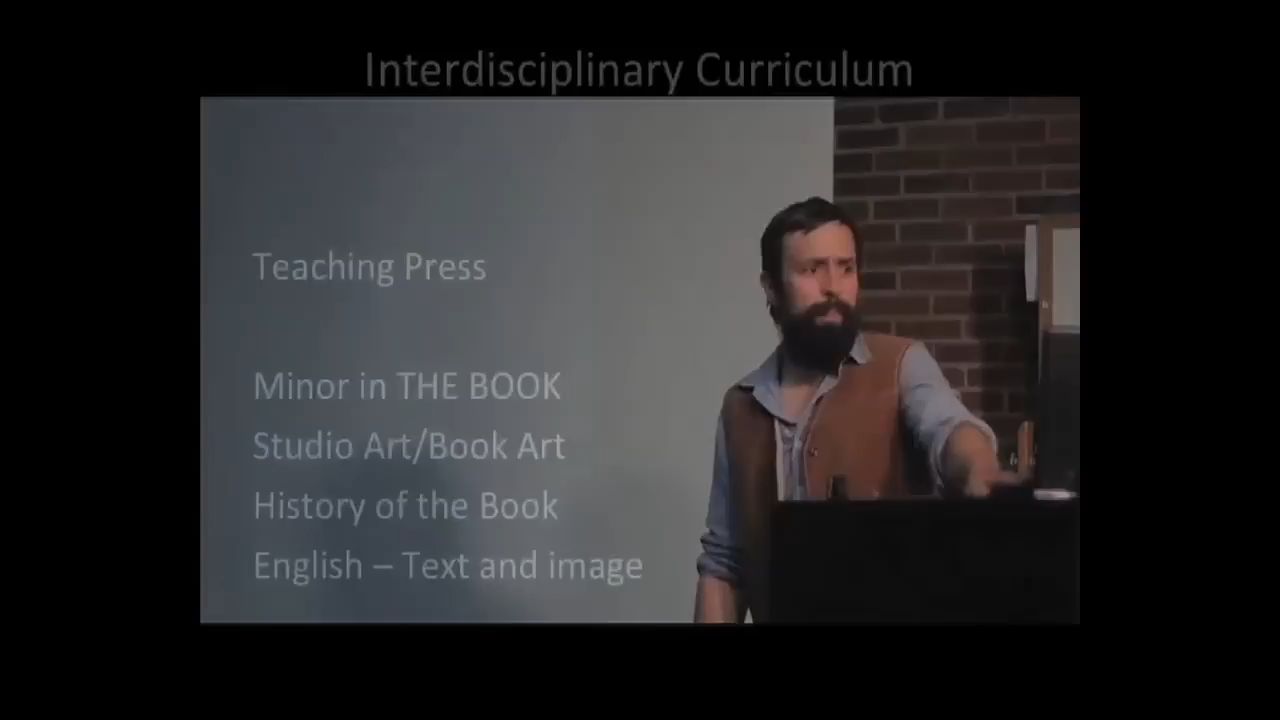 Interdisciplinary Curriculum
Teaching Press
Minor in THE BOOK
Studio Art/Book Art
History of the Book
English – Text and image